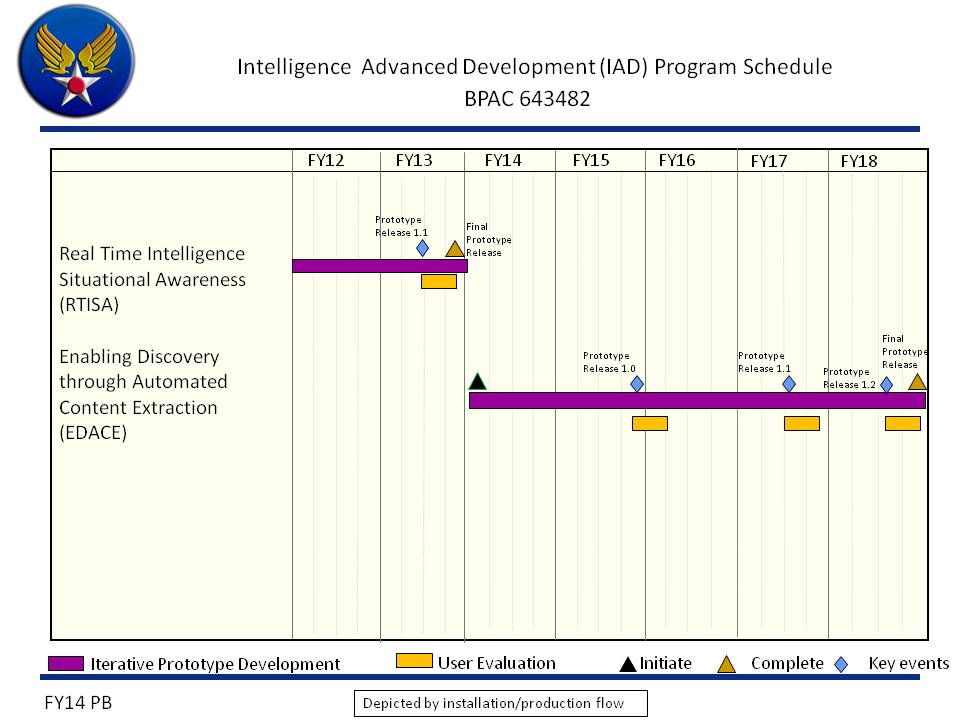 Intelligence Advanced Development (IAD) Program Schedule
BPAC 643482
FY12 FY13 FY14 FY15 FY16 FY17 FY18
Real Time Intelligence
Situational Awareness
(RTISA)
Prototype
Release 1.1
Final
Prototype
Release
Enabling Discovery
through Automated
Content Extraction
(EDACE)
Prototype
Release 1.0
Prototype
Release 1.1
Prototype
Release 1.2
Final
Prototype
Release
Iterative Prototype Development User Evaluation Initiate Complete Key events
FY14 PB
Depicted by installation/production flow